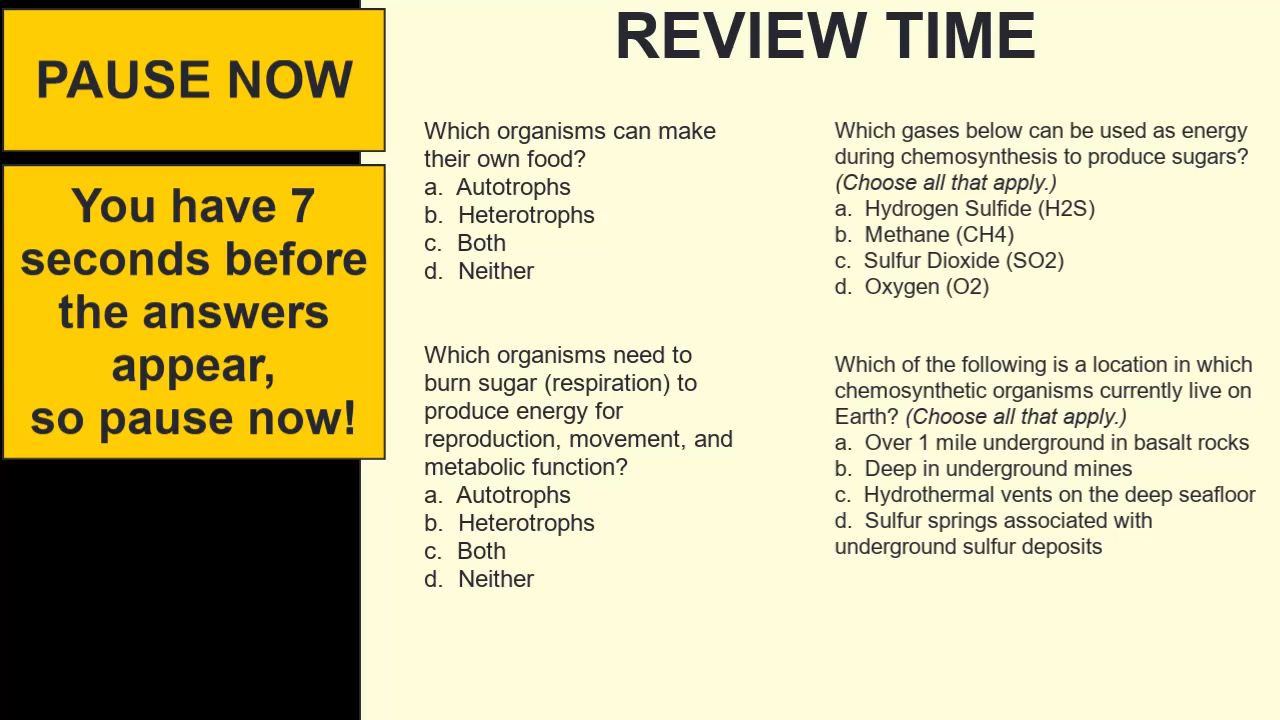 PAUSE NOW
You have 7
seconds before
the answers
appear,
so pause now!
REVIEW TIME
Which organisms can make
their own food?
a. Autotrophs
b. Heterotrophs
c. Both
d. Neither
Which organisms need to
burn sugar (respiration) to
produce energy for
reproduction, movement, and
metabolic function?
a. Autotrophs
b. Heterotrophs
c. Both
d. Neither
Which gases below can be used as energy
during chemosynthesis to produce sugars?
(Choose all that apply.)
a. Hydrogen Sulfide (H2S)
b. Methane (CH4)
c. Sulfur Dioxide (SO2)
d. Oxygen (O2)
Which of the following is a location in which
chemosynthetic organisms currently live on
Earth? (Choose all that apply.)
a. Over 1 mile underground in basalt rocks
b. Deep in underground mines
c. Hydrothermal vents on the deep seafloor
d. Sulfur springs associated with
underground sulfur deposits